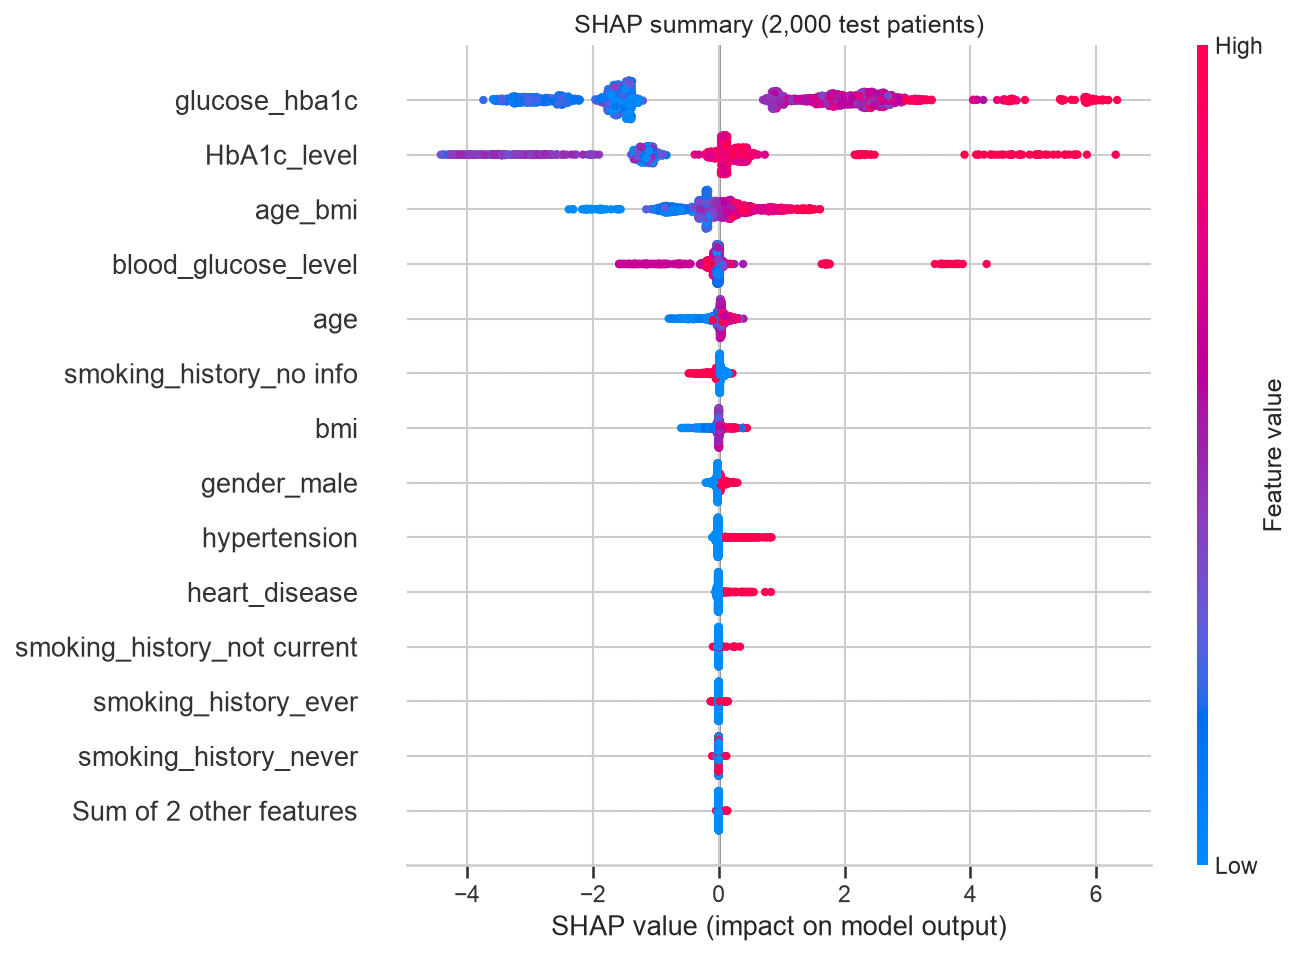 SHAP summary (2,000 test patients)
High
glucose_hba1c
HbA1c_level
age_bmi
blood_glucose_level
age
smoking_history_no info
bmi
gender_male
hypertension
heart_disease
smoking_history_not current
smoking_history_ever
smoking_history_never
Sum of 2 other features
Feature value
Low
−4 −2 0 2 4 6
SHAP value (impact on model output)